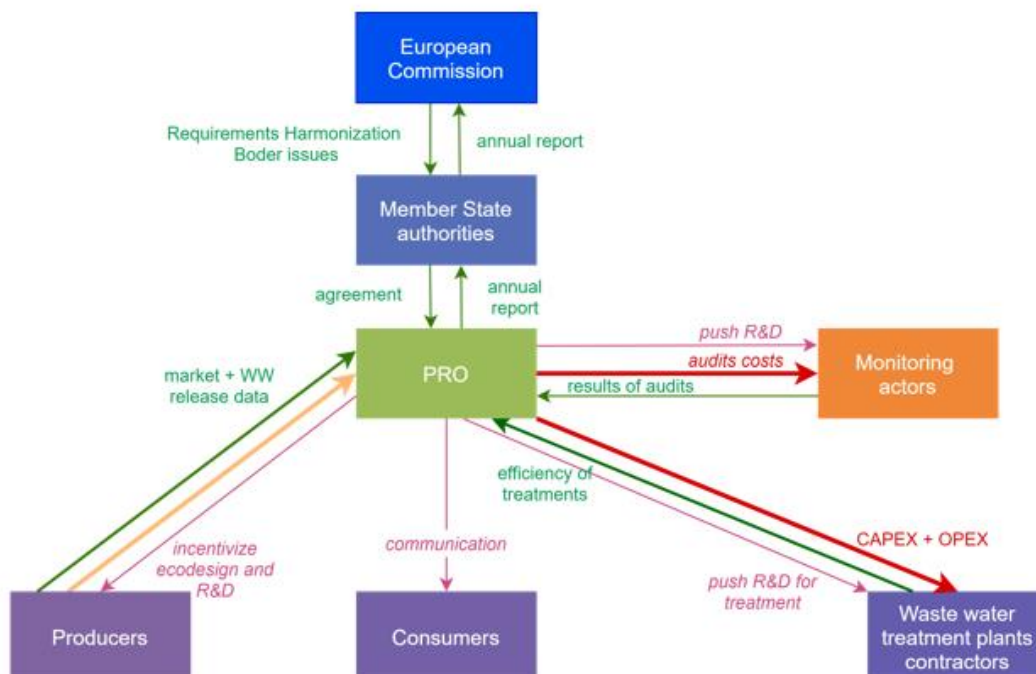 European
Commission
Requirements Harmonization
Boder issues
annual report
Member State
authorities
agreement
annual
report
PRO
push R&D
audits costs
results of audits
Monitoring
actors
market + WW
release data
efficiency of
treatments
incentivize
ecodesign and
R&D
communication
CAPEX + OPEX
push R&D for
treatment
Producers
Consumers
Waste water
treatment plants
contractors